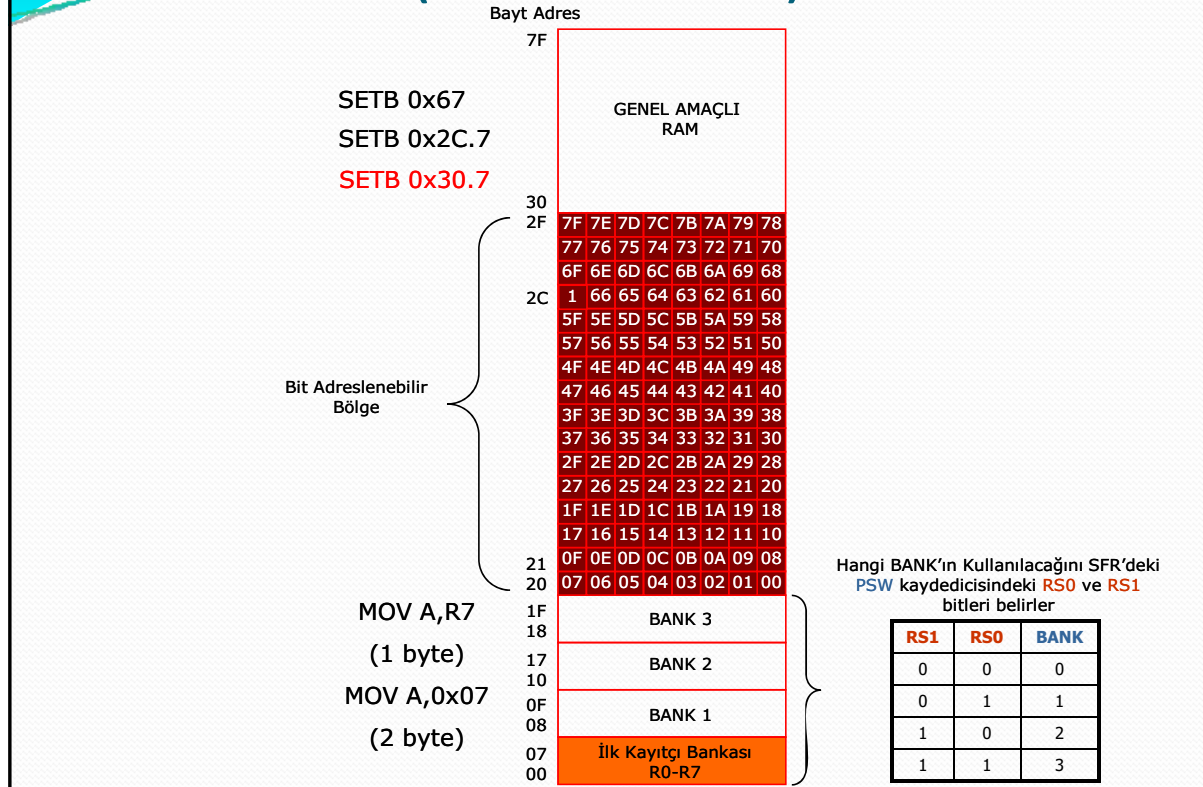 Bayt Adres
7F
SETB 0x67
SETB 0x2C.7
SETB 0x30.7
GENEL AMAÇLI
RAM
30
2F 7F 7E 7D 7C 7B 7A 79 78
77 76 75 74 73 72 71 70
6F 6E 6D 6C 6B 6A 69 68
2C 1 66 65 64 63 62 61 60
5F 5E 5D 5C 5B 5A 59 58
57 56 55 54 53 52 51 50
4F 4E 4D 4C 4B 4A 49 48
47 46 45 44 43 42 41 40
3F 3E 3D 3C 3B 3A 39 38
37 36 35 34 33 32 31 30
2F 2E 2D 2C 2B 2A 29 28
27 26 25 24 23 22 21 20
1F 1E 1D 1C 1B 1A 19 18
17 16 15 14 13 12 11 10
21 0F 0E 0D 0C 0B 0A 09 08
20 07 06 05 04 03 02 01 00
Bit Adreslenebilir
Bölge
MOV A,R7
(1 byte)
MOV A,0x07
(2 byte)
1F
18
BANK 3
17
10
BANK 2
0F
08
BANK 1
07
00
İlk Kayıtçı Bankası
R0-R7
Hangi BANK’ın Kullanılacağını SFR’deki
PSW kaydedicisindeki RS0 ve RS1
bitleri belirler
RS1 RS0 BANK
0 0 0
0 1 1
1 0 2
1 1 3